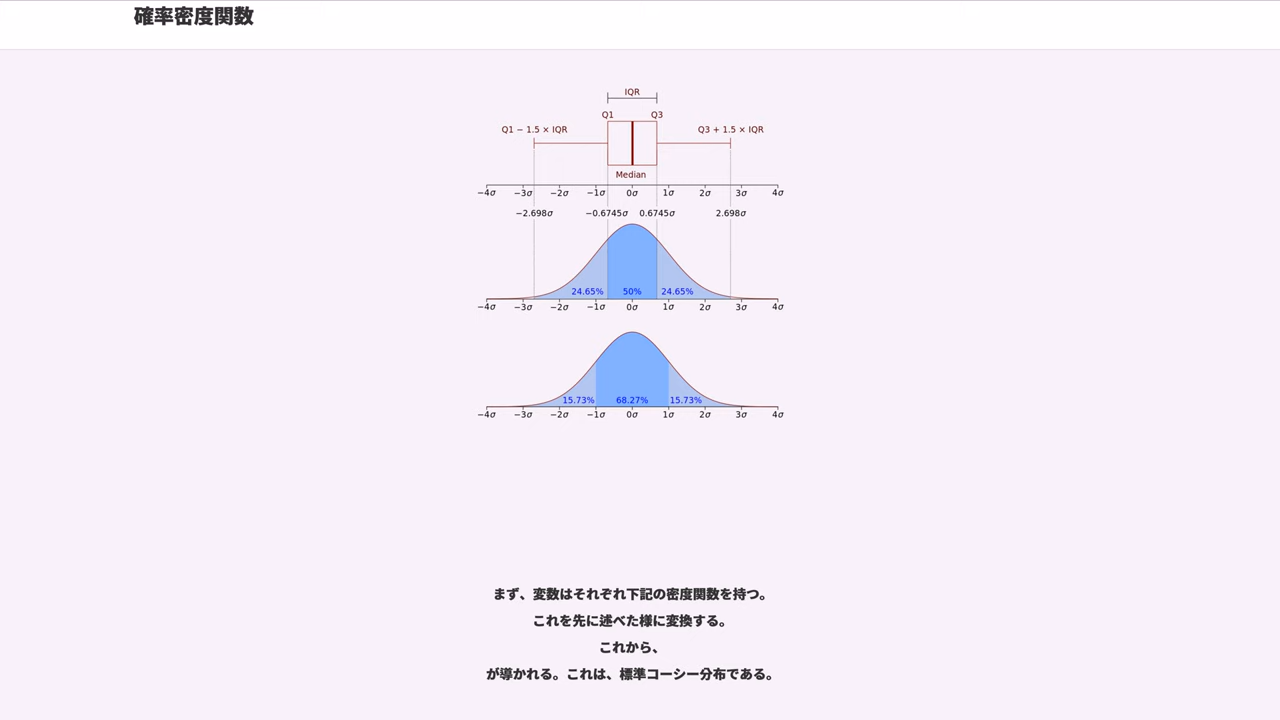 確率密度関数
IQR
Q1 Q3
Q1 − 1.5 × IQR Q3 + 1.5 × IQR
Median
−4σ −3σ −2σ −1σ 0σ 1σ 2σ 3σ 4σ
−2.698σ −0.6745σ 0.6745σ 2.698σ
24.65% 50% 24.65%
−4σ −3σ −2σ −1σ 0σ 1σ 2σ 3σ 4σ
15.73% 68.27% 15.73%
−4σ −3σ −2σ −1σ 0σ 1σ 2σ 3σ 4σ
まず、変数はそれぞれ下記の密度関数を持つ。
これを先に述べた様に変換する。
これから、
が導かれる。これは、標準コーシー分布である。